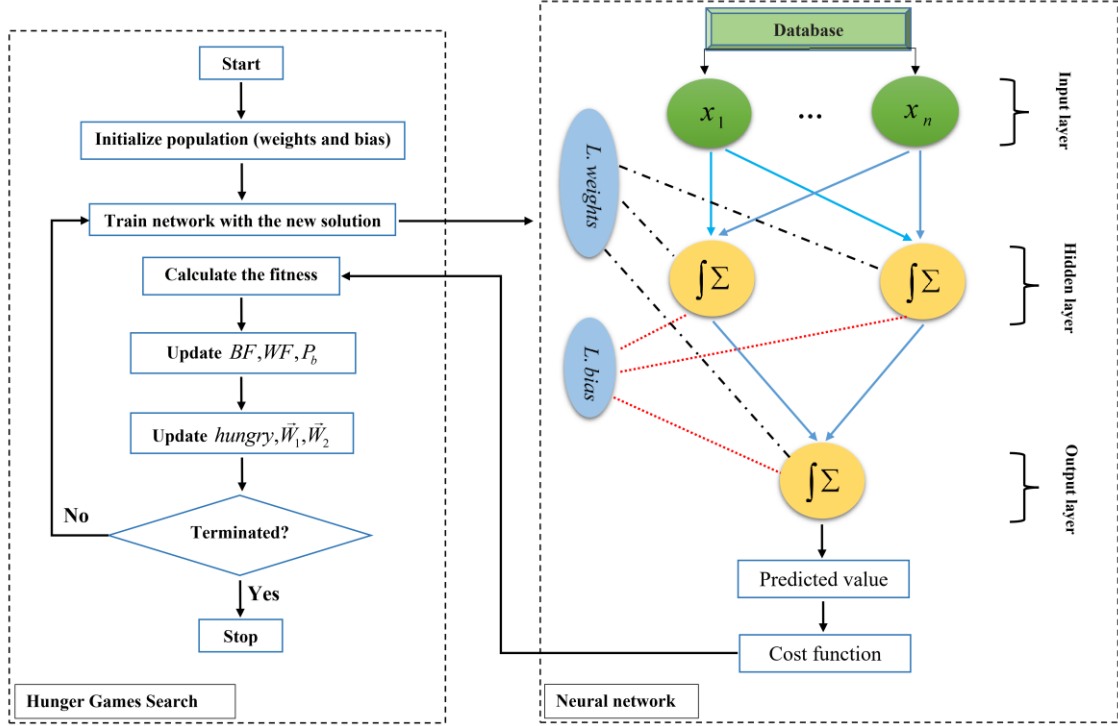 Start
Initialize population (weights and bias)
Train network with the new solution
Calculate the fitness
Update BF,WF,P_b
Update hungry,\vec{W}_1,\vec{W}_2
No
Terminated?
Yes
Stop
Hunger Games Search
Database
x_1
...
x_n
Input layer
L. weights
∫Σ
∫Σ
Hidden layer
L. bias
∫Σ
Output layer
Predicted value
Cost function
Neural network